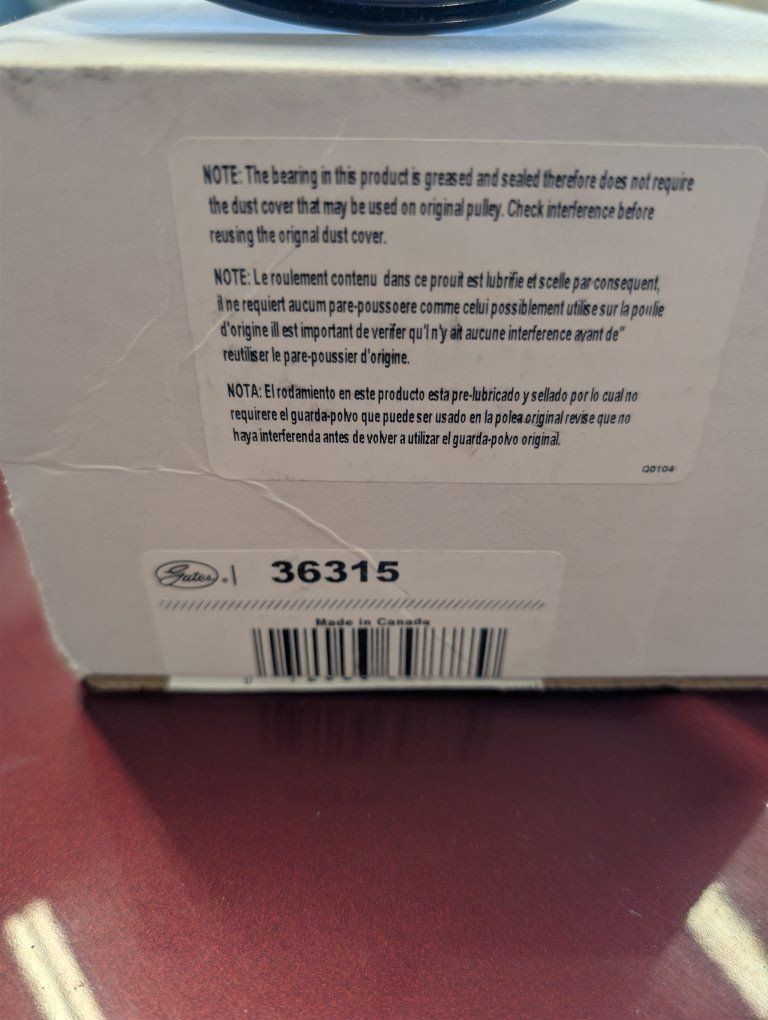 NOTE: The bearing in this product is greased and sealed therefore does not require
the dust cover that may be used on original pulley. Check interference before
reusing the orignal dust cover.
NOTE: Le roulement contenu dans ce prouit est lubrifie et scelle par consequent,
il ne requiert aucum pare-poussoere comme celui possiblement utilise sur la poulie
d'origine ill est important de verifer qu'l n'y ait aucune interference avant de"
reutiliser le pare-poussier d'origine.
NOTA: El rodamiento en este producto esta pre-lubricado y sellado por lo cual no
requirere el guarda-polvo que puede ser usado en la polea original revise que no
haya interferenda antes de volver a utilizar el guarda-polvo original.
G0104
Gates. 36315
Made in Canada